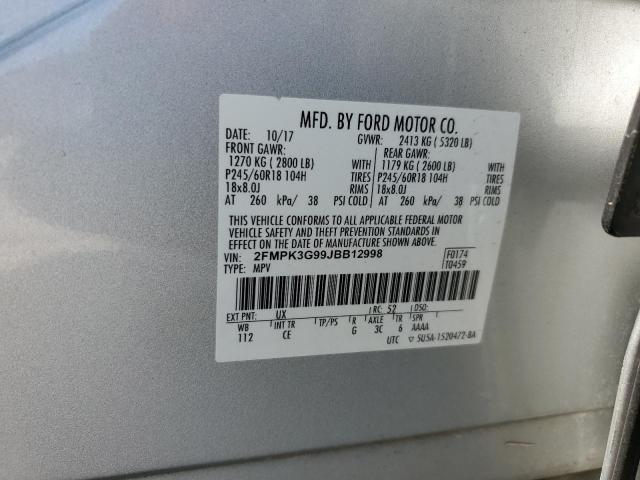 MFD. BY FORD MOTOR CO.
DATE: 10/17 GVWR: 2413 KG ( 5320 LB)
FRONT GAWR: REAR GAWR:
1270 KG ( 2800 LB) WITH 1179 KG ( 2600 LB) WITH
P245/60R18 104H TIRES P245/60R18 104H TIRES
18x8.0J RIMS 18x8.0J RIMS
AT 260 kPa/ 38 PSI COLD AT 260 kPa/ 38 PSI COLD
THIS VEHICLE CONFORMS TO ALL APPLICABLE FEDERAL MOTOR
VEHICLE SAFETY AND THEFT PREVENTION STANDARDS IN
EFFECT ON THE DATE OF MANUFACTURE SHOWN ABOVE.
VIN: 2FMPK3G99JBB12998 F0174
TYPE: MPV T0459
EXT PNT: UX RC: 52 DSO:
WB INT TR TP/PS R AXLE TR SPR
112 CE G 3C 6 AAAA
UTC ▽ 5U5A-1520472-BA